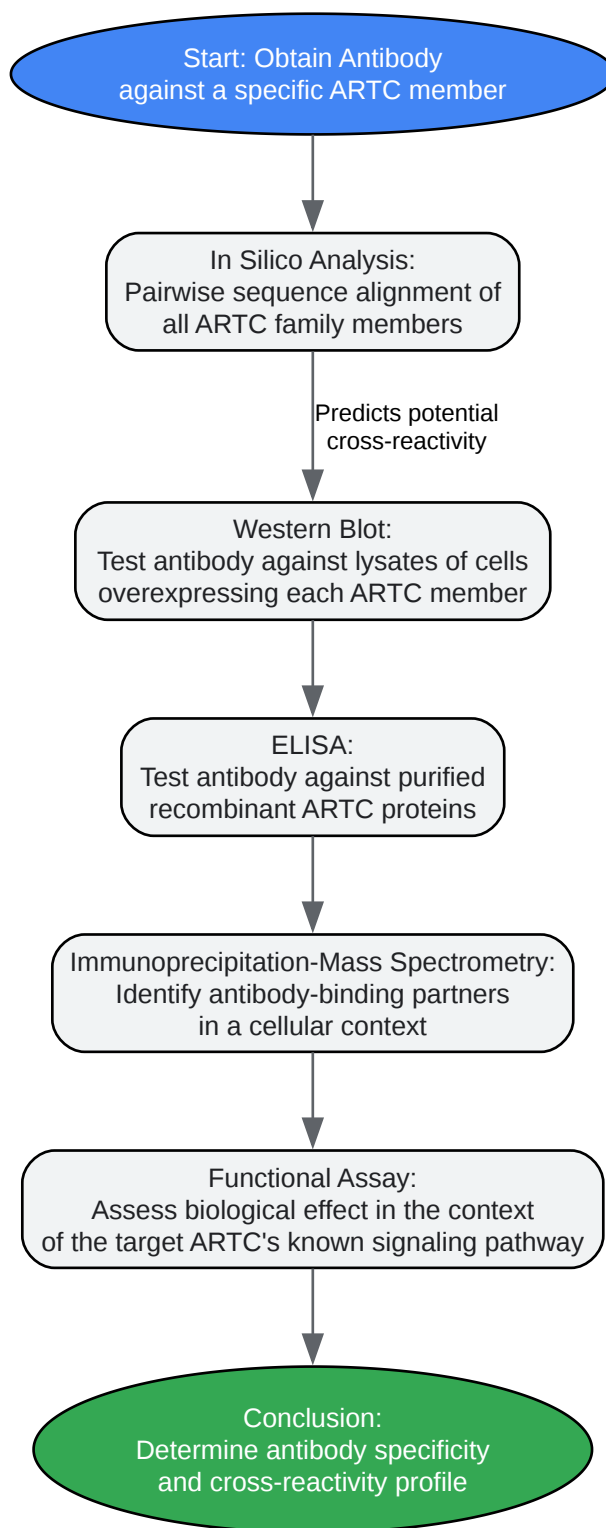 Start: Obtain Antibody
against a specific ARTC member
In Silico Analysis:
Pairwise sequence alignment of
all ARTC family members
Predicts potential
cross-reactivity
Western Blot:
Test antibody against lysates of cells
overexpressing each ARTC member
ELISA:
Test antibody against purified
recombinant ARTC proteins
Immunoprecipitation-Mass Spectrometry:
Identify antibody-binding partners
in a cellular context
Functional Assay:
Assess biological effect in the context
of the target ARTC's known signaling pathway
Conclusion:
Determine antibody specificity
and cross-reactivity profile